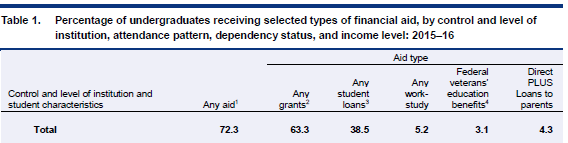 Table 1. Percentage of undergraduates receiving selected types of financial aid, by control and level of
institution, attendance pattern, dependency status, and income level: 2015–16
Aid type
Control and level of institution and
student characteristics
Any aid¹
Any
grants²
Any
student
loans³
Any
work-
study
Federal
veterans'
education
benefits⁴
Direct
PLUS
Loans to
parents
Total 72.3 63.3 38.5 5.2 3.1 4.3